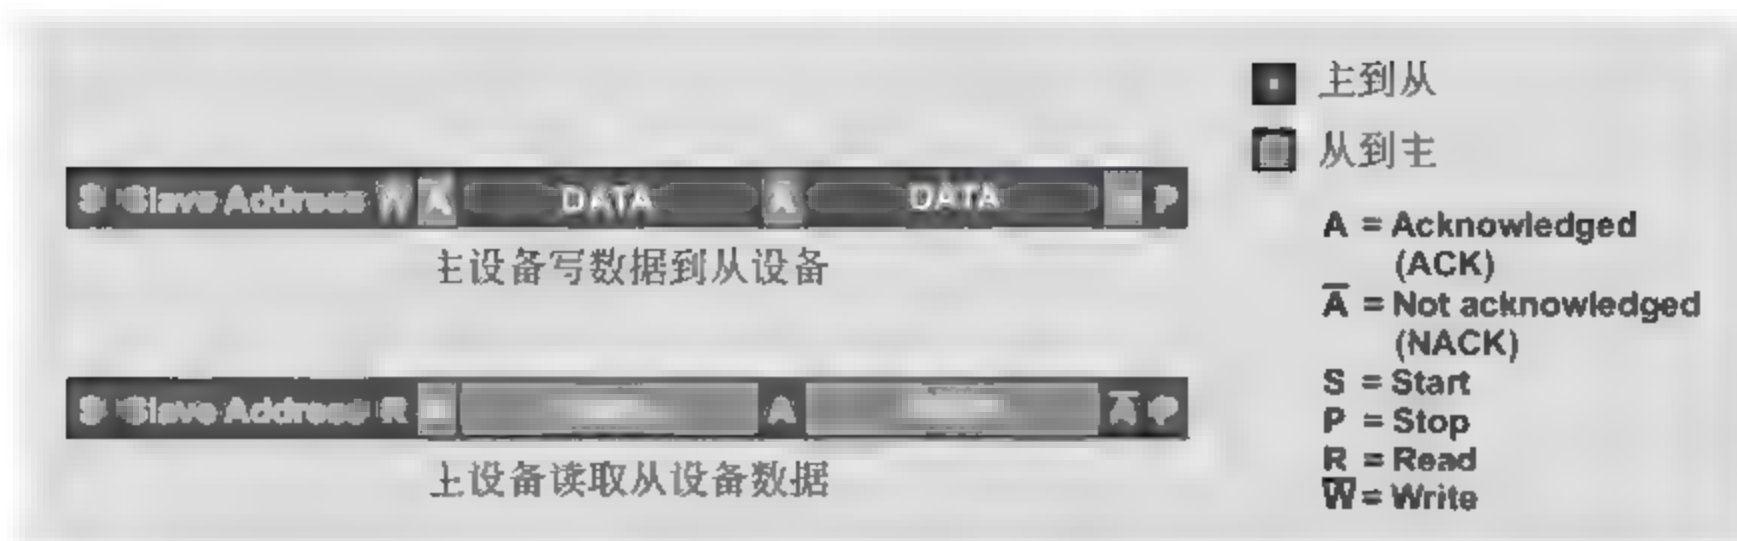 主到从
从到主
S Slave Address W A DATA A DATA P
主设备写数据到从设备
S Slave Address R A A̅ P
主设备读取从设备数据
A = Acknowledged
(ACK)
A̅ = Not acknowledged
(NACK)
S = Start
P = Stop
R = Read
W̅ = Write